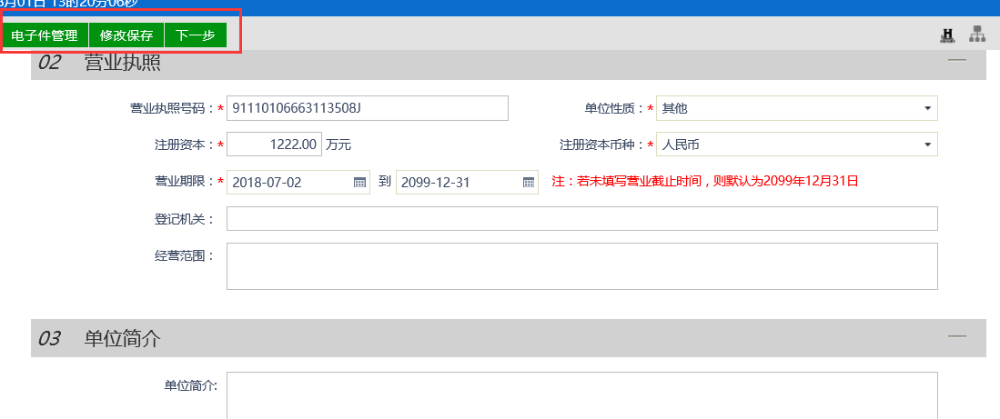 月01日 13时20分06秒
电子件管理 修改保存 下一步
02 营业执照
营业执照号码：* 91110106663113508J 单位性质：* 其他
注册资本：* 1222.00 万元 注册资本币种：* 人民币
营业期限：* 2018-07-02 到 2099-12-31 注：若未填写营业截止时间，则默认为2099年12月31日
登记机关：
经营范围：
03 单位简介
单位简介: